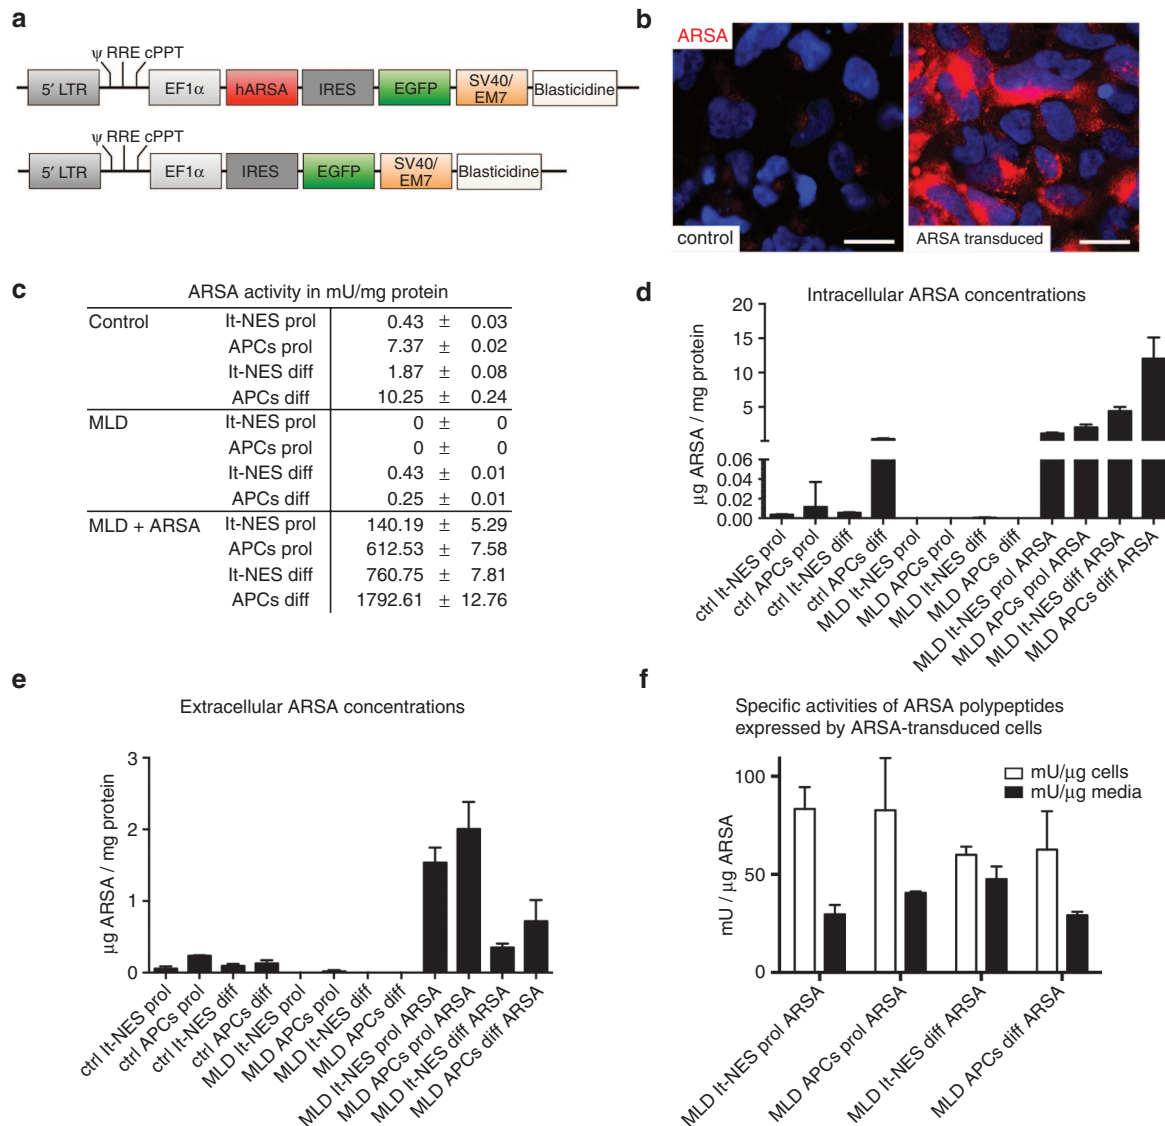 a
ψ RRE cPPT
5′ LTR EF1α hARSA IRES EGFP SV40/ EM7 Blasticidine
ψ RRE cPPT
5′ LTR EF1α IRES EGFP SV40/ EM7 Blasticidine
b
ARSA
control
ARSA transduced
c
ARSA activity in mU/mg protein
Control lt-NES prol 0.43 ± 0.03
APCs prol 7.37 ± 0.02
lt-NES diff 1.87 ± 0.08
APCs diff 10.25 ± 0.24
MLD lt-NES prol 0 ± 0
APCs prol 0 ± 0
lt-NES diff 0.43 ± 0.01
APCs diff 0.25 ± 0.01
MLD + ARSA lt-NES prol 140.19 ± 5.29
APCs prol 612.53 ± 7.58
lt-NES diff 760.75 ± 7.81
APCs diff 1792.61 ± 12.76
d
Intracellular ARSA concentrations
µg ARSA / mg protein
20
15
10
5
0.06
0.04
0.02
0.00
ctrl lt-NES prol
ctrl APCs prol
ctrl lt-NES diff
ctrl APCs diff
MLD lt-NES prol
MLD APCs prol
MLD lt-NES diff
MLD APCs diff
MLD lt-NES prol ARSA
MLD APCs prol ARSA
MLD lt-NES diff ARSA
MLD APCs diff ARSA
e
Extracellular ARSA concentrations
µg ARSA / mg protein
3
2
1
0
ctrl lt-NES prol
ctrl APCs prol
ctrl lt-NES diff
ctrl APCs diff
MLD lt-NES prol
MLD APCs prol
MLD lt-NES diff
MLD APCs diff
MLD lt-NES prol ARSA
MLD APCs prol ARSA
MLD lt-NES diff ARSA
MLD APCs diff ARSA
f
Specific activities of ARSA polypeptides
expressed by ARSA-transduced cells
mU / µg ARSA
100
50
0
mU/µg cells
mU/µg media
MLD lt-NES prol ARSA
MLD APCs prol ARSA
MLD lt-NES diff ARSA
MLD APCs diff ARSA